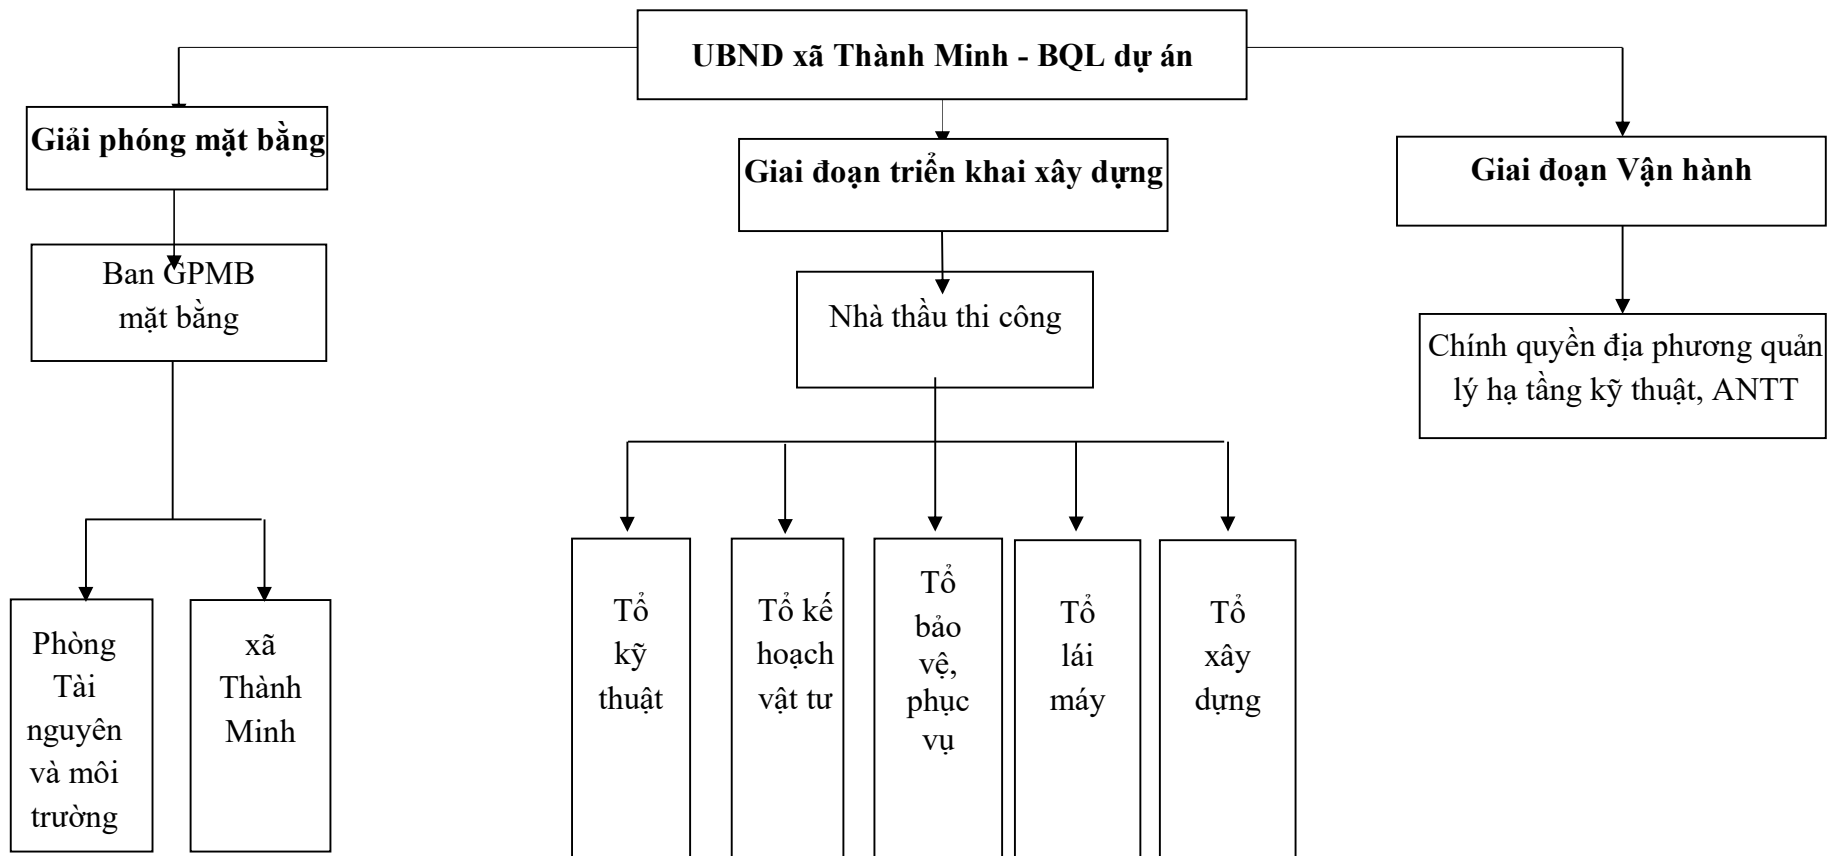 UBND xã Thành Minh - BQL dự án
Giải phóng mặt bằng
Giai đoạn triển khai xây dựng
Giai đoạn Vận hành
Ban GPMB
mặt bằng
Nhà thầu thi công
Chính quyền địa phương quản
lý hạ tầng kỹ thuật, ANTT
Phòng
Tài
nguyên
và môi
trường
xã
Thành
Minh
Tổ
kỹ
thuật
Tổ kế
hoạch
vật tư
Tổ
bảo
vệ,
phục
vụ
Tổ
lái
máy
Tổ
xây
dựng